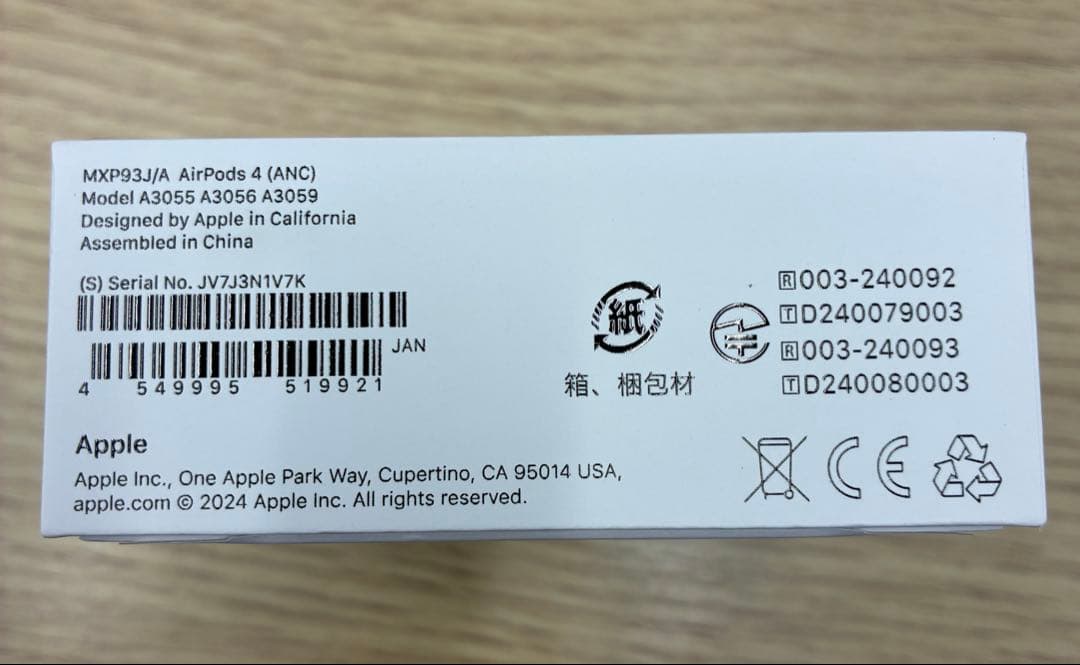 MXP93J/A AirPods 4 (ANC)
Model A3055 A3056 A3059
Designed by Apple in California
Assembled in China
(S) Serial No. JV7J3N1V7K
JAN
4 549995 519921
紙
箱、梱包材
R003-240092
TD240079003
R003-240093
TD240080003
Apple
Apple Inc., One Apple Park Way, Cupertino, CA 95014 USA,
apple.com © 2024 Apple Inc. All rights reserved.
CE